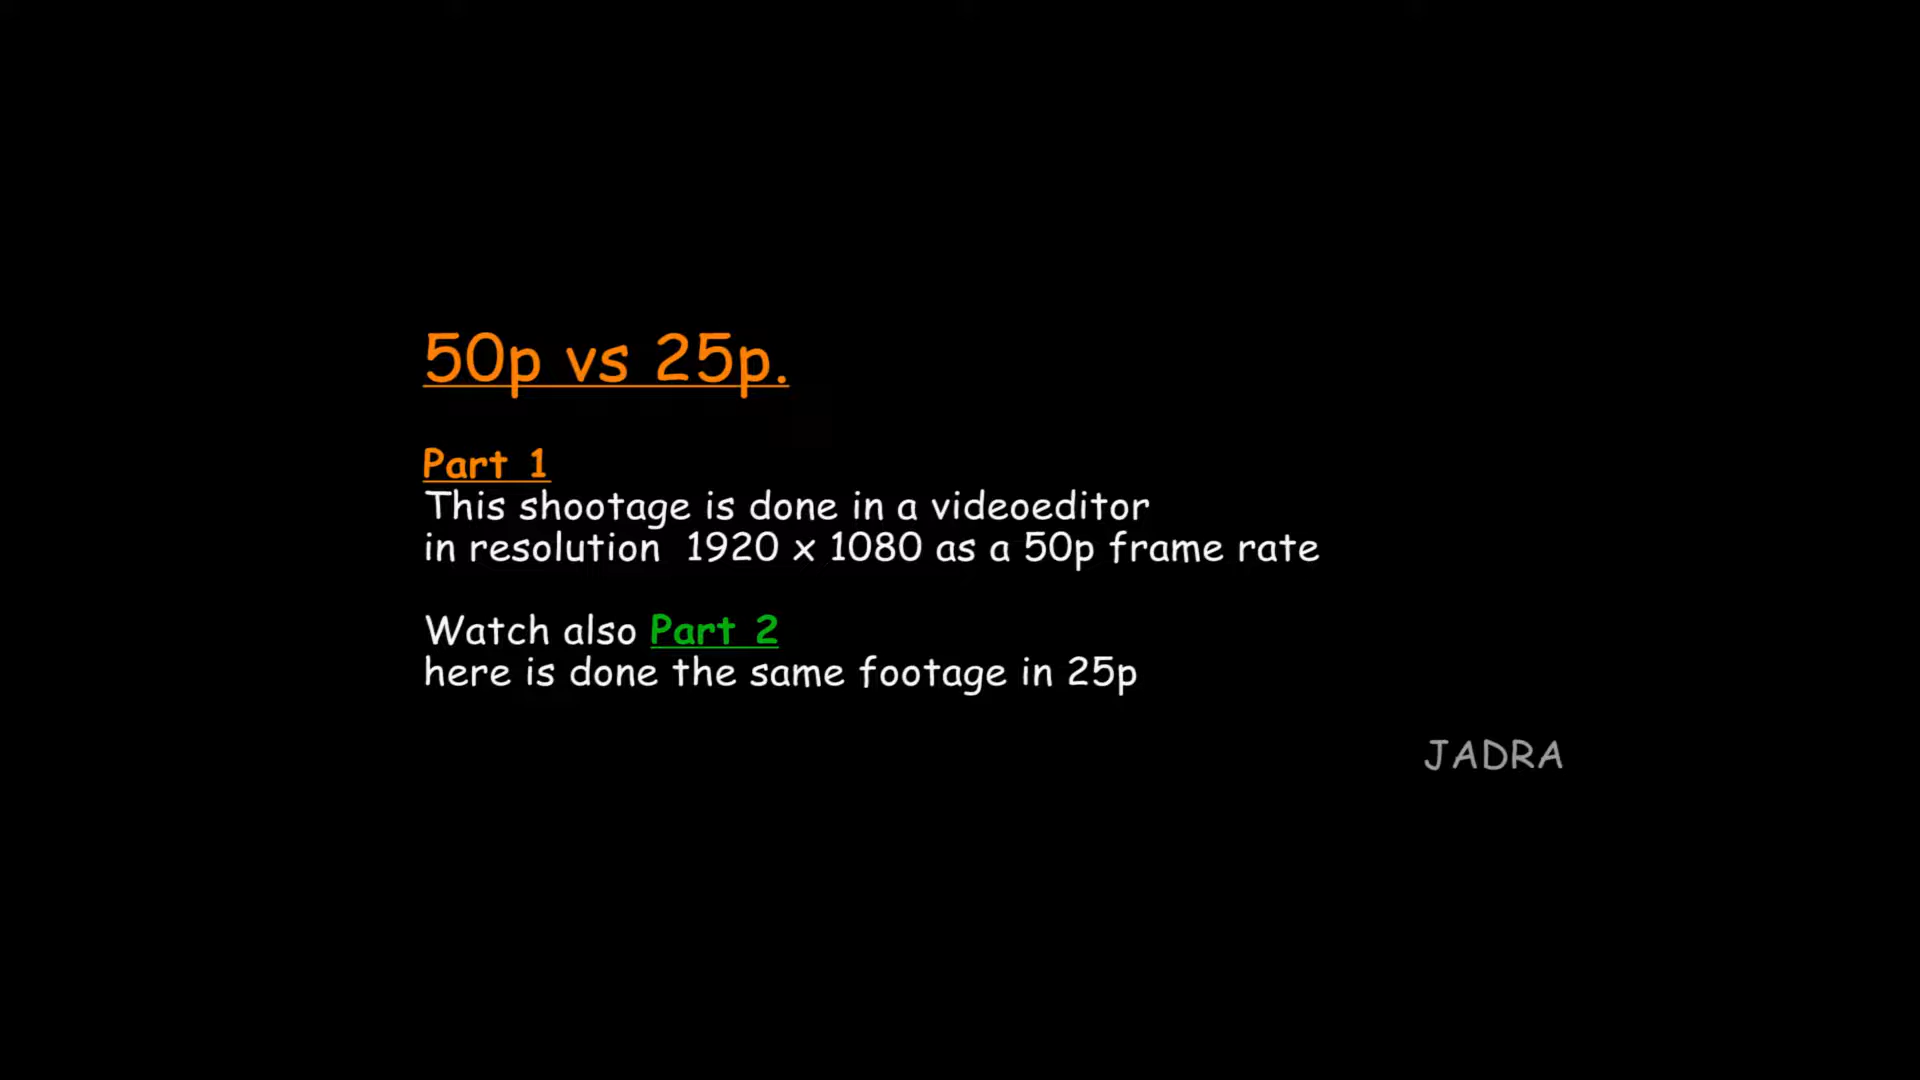 50p vs 25p.
Part 1
This shootage is done in a videoeditor
in resolution  1920 x 1080 as a 50p frame rate
Watch also Part 2
here is done the same footage in 25p
JADRA